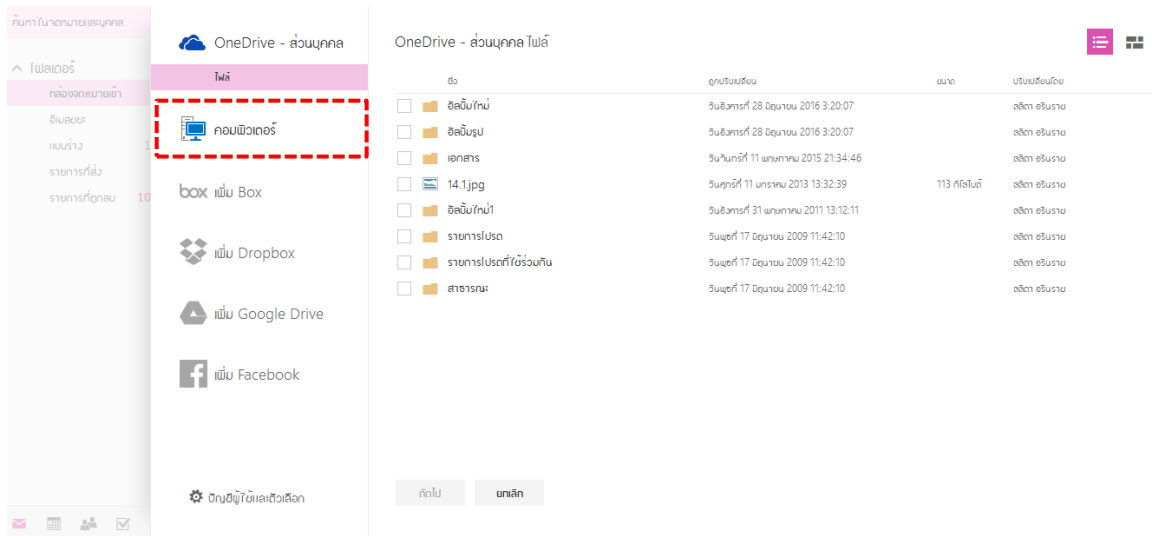 ค้นหาในจดหมายและบุคคล
โฟลเดอร์
กล่องจดหมายเข้า
อีเมลขยะ
แบบร่าง 1
รายการที่ส่ง
รายการที่ถูกลบ 10
OneDrive - ส่วนบุคคล
ไฟล์
คอมพิวเตอร์
box เพิ่ม Box
เพิ่ม Dropbox
เพิ่ม Google Drive
เพิ่ม Facebook
บัญชีผู้ใช้และตัวเลือก
OneDrive - ส่วนบุคคล ไฟล์
ชื่อ ถูกปรับเปลี่ยน ขนาด ปรับเปลี่ยนโดย
อัลบั้มใหม่ วันอังคารที่ 28 มิถุนายน 2016 3:20:07 ลลิตา อรินราย
อัลบั้มรูป วันอังคารที่ 28 มิถุนายน 2016 3:20:07 ลลิตา อรินราย
เอกสาร วันจันทร์ที่ 11 พฤษภาคม 2015 21:34:46 ลลิตา อรินราย
14.1.jpg วันศุกร์ที่ 11 มกราคม 2013 13:32:39 113 กิโลไบต์ ลลิตา อรินราย
อัลบั้มใหม่1 วันอังคารที่ 31 พฤษภาคม 2011 13:12:11 ลลิตา อรินราย
รายการโปรด วันพุธที่ 17 มิถุนายน 2009 11:42:10 ลลิตา อรินราย
รายการโปรดที่ใช้ร่วมกัน วันพุธที่ 17 มิถุนายน 2009 11:42:10 ลลิตา อรินราย
สาธารณะ วันพุธที่ 17 มิถุนายน 2009 11:42:10 ลลิตา อรินราย
ถัดไป ยกเลิก